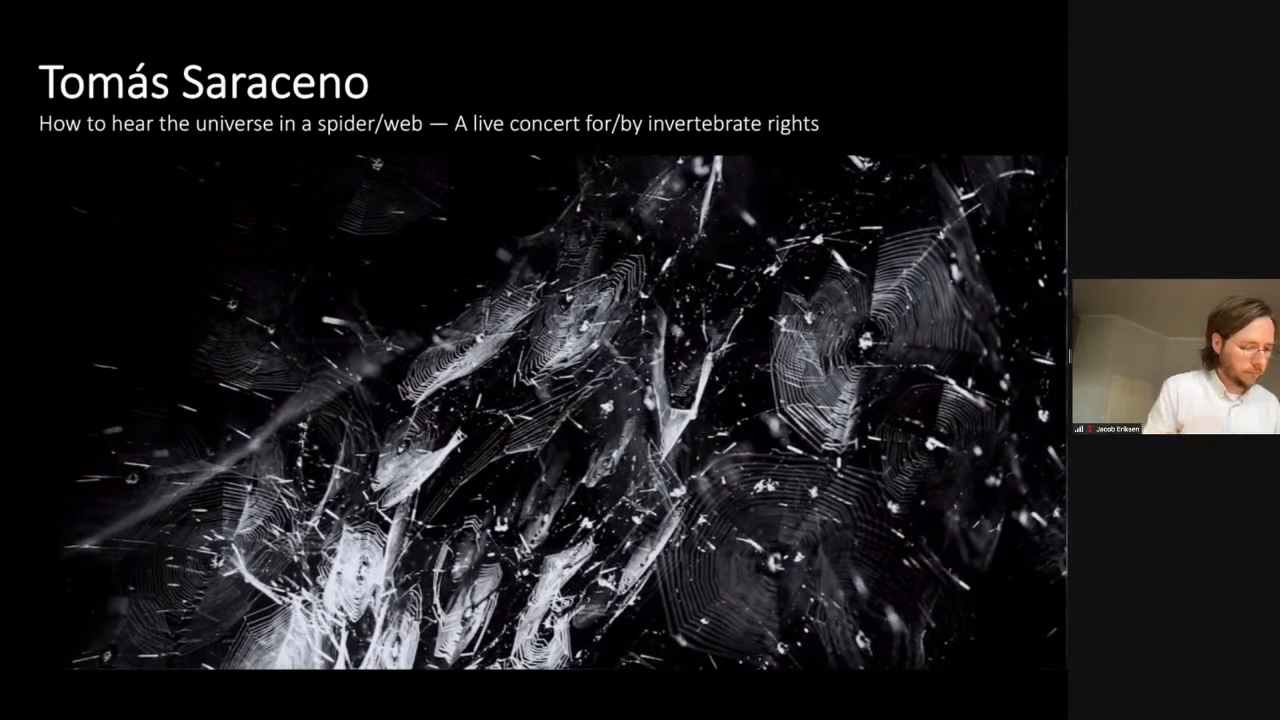 Tomás Saraceno
How to hear the universe in a spider/web — A live concert for/by invertebrate rights
Jacob Eriksen